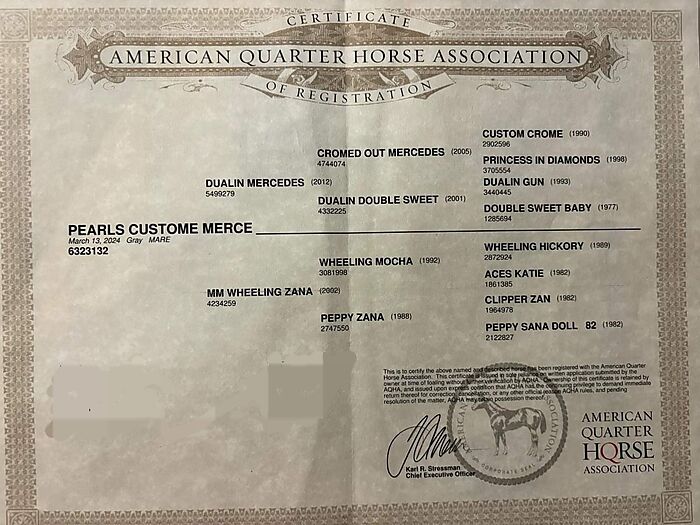 CERTIFICATE
AMERICAN QUARTER HORSE ASSOCIATION
OF REGISTRATION
CUSTOM CROME (1990)
2902596
CROMED OUT MERCEDES (2005)
4744074
PRINCESS IN DIAMONDS (1998)
3705554
DUALIN MERCEDES (2012)
5499279
DUALIN GUN (1993)
3440445
DUALIN DOUBLE SWEET (2001)
4332225
DOUBLE SWEET BABY (1977)
1285694
PEARLS CUSTOME MERCE
March 13, 2024 Gray MARE
6323132
WHEELING HICKORY (1989)
2872924
WHEELING MOCHA (1992)
3081998
ACES KATIE (1982)
1861385
MM WHEELING ZANA (2002)
4234259
CLIPPER ZAN (1982)
1964978
PEPPY ZANA (1988)
2747550
PEPPY SANA DOLL 82 (1982)
2122827
This is to certify the above named and described horse has been registered with the American Quarter
Horse Association. This certificate is issued in sole reliance on written application submitted by the
owner at time of foaling without further verification by AQHA. Ownership of this certificate is retained by
AQHA, and issued upon express condition that AQHA has the continuing privilege to demand immediate
return thereof for correction, cancellation, or any other official reason AQHA rules, and pending
resolution of the matter, AQHA may take possession thereof.
Karl R. Stressman
Chief Executive Officer
AMERICAN
ASSOCIATION
CORPORATE SEAL
AMERICAN
QUARTER
HORSE
ASSOCIATION